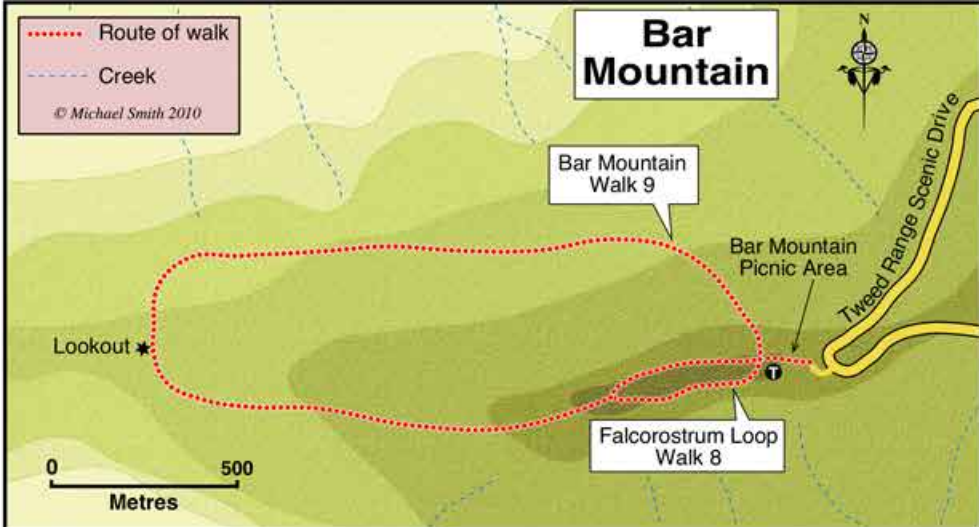 Route of walk
Creek
© Michael Smith 2010
Bar
Mountain
N
Bar Mountain
Walk 9
Bar Mountain
Picnic Area
Tweed Range Scenic Drive
Lookout
T
Falcorostrum Loop
Walk 8
0 500
Metres